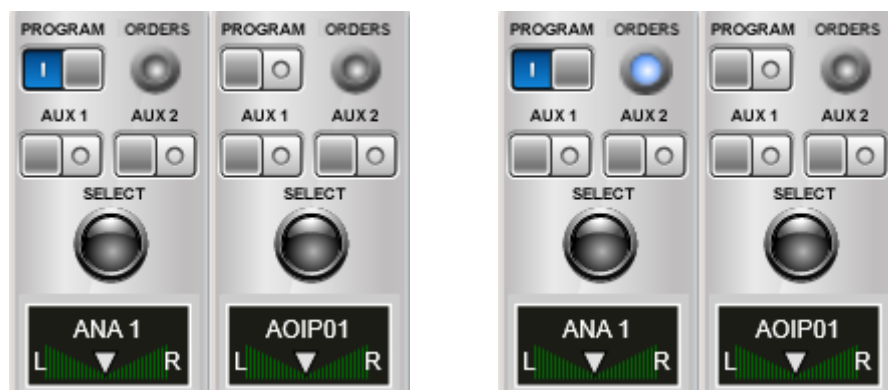 PROGRAM ORDERS PROGRAM ORDERS
I
AUX 1 AUX 2 AUX 1 AUX 2
SELECT SELECT
ANA 1 AOIP01
L R L R
PROGRAM ORDERS PROGRAM ORDERS
I
AUX 1 AUX 2 AUX 1 AUX 2
SELECT SELECT
ANA 1 AOIP01
L R L R